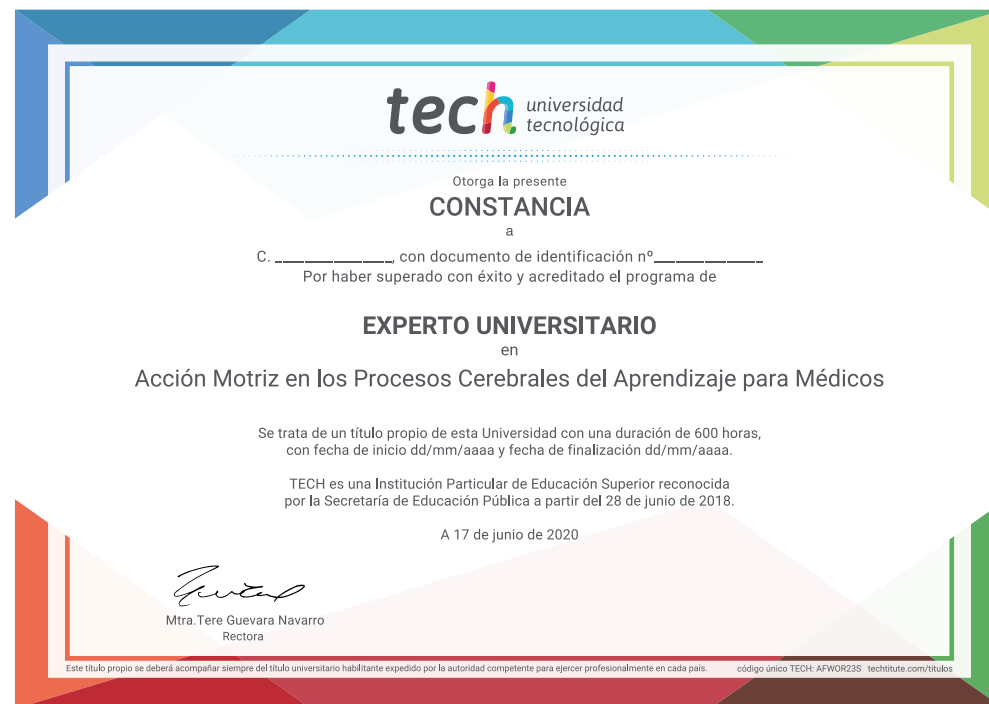 tech universidad
tecnológica
Otorga la presente
CONSTANCIA
a
C. ______________, con documento de identificación nº_____________
Por haber superado con éxito y acreditado el programa de
EXPERTO UNIVERSITARIO
en
Acción Motriz en los Procesos Cerebrales del Aprendizaje para Médicos
Se trata de un título propio de esta Universidad con una duración de 600 horas,
con fecha de inicio dd/mm/aaaa y fecha de finalización dd/mm/aaaa.
TECH es una Institución Particular de Educación Superior reconocida
por la Secretaría de Educación Pública a partir del 28 de junio de 2018.
A 17 de junio de 2020
Mtra.Tere Guevara Navarro
Rectora
Este título propio se deberá acompañar siempre del título universitario habilitante expedido por la autoridad competente para ejercer profesionalmente en cada país. código único TECH: AFWOR23S techtitute.com/titulos